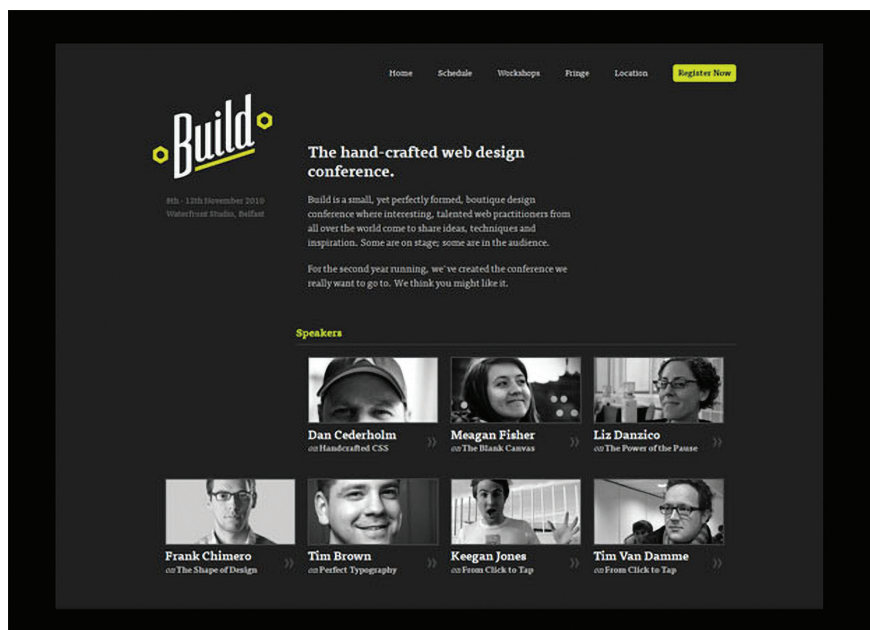 Home Schedule Workshops Fringe Location Register Now
Build
8th - 12th November 2010
Waterfront Studio, Belfast
The hand-crafted web design
conference.
Build is a small, yet perfectly formed, boutique design
conference where interesting, talented web practitioners from
all over the world come to share ideas, techniques and
inspiration. Some are on stage; some are in the audience.
For the second year running, we've created the conference we
really want to go to. We think you might like it.
Speakers
Dan Cederholm
on Handcrafted CSS
Meagan Fisher
on The Blank Canvas
Liz Danzico
on The Power of the Pause
Frank Chimero
on The Shape of Design
Tim Brown
on Perfect Typography
Keegan Jones
on From Click to Tap
Tim Van Damme
on From Click to Tap